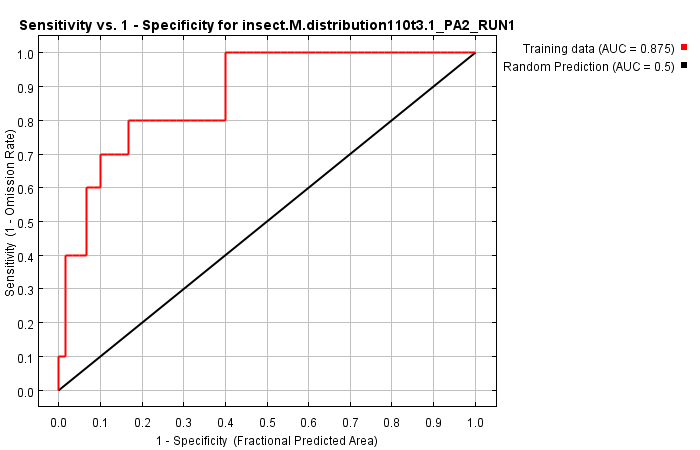 Sensitivity vs. 1 - Specificity for insect.M.distribution110t3.1_PA2_RUN1
Training data (AUC = 0.875)
Random Prediction (AUC = 0.5)
Sensitivity (1 - Omission Rate)
1.0
0.9
0.8
0.7
0.6
0.5
0.4
0.3
0.2
0.1
0.0
0.0 0.1 0.2 0.3 0.4 0.5 0.6 0.7 0.8 0.9 1.0
1 - Specificity (Fractional Predicted Area)